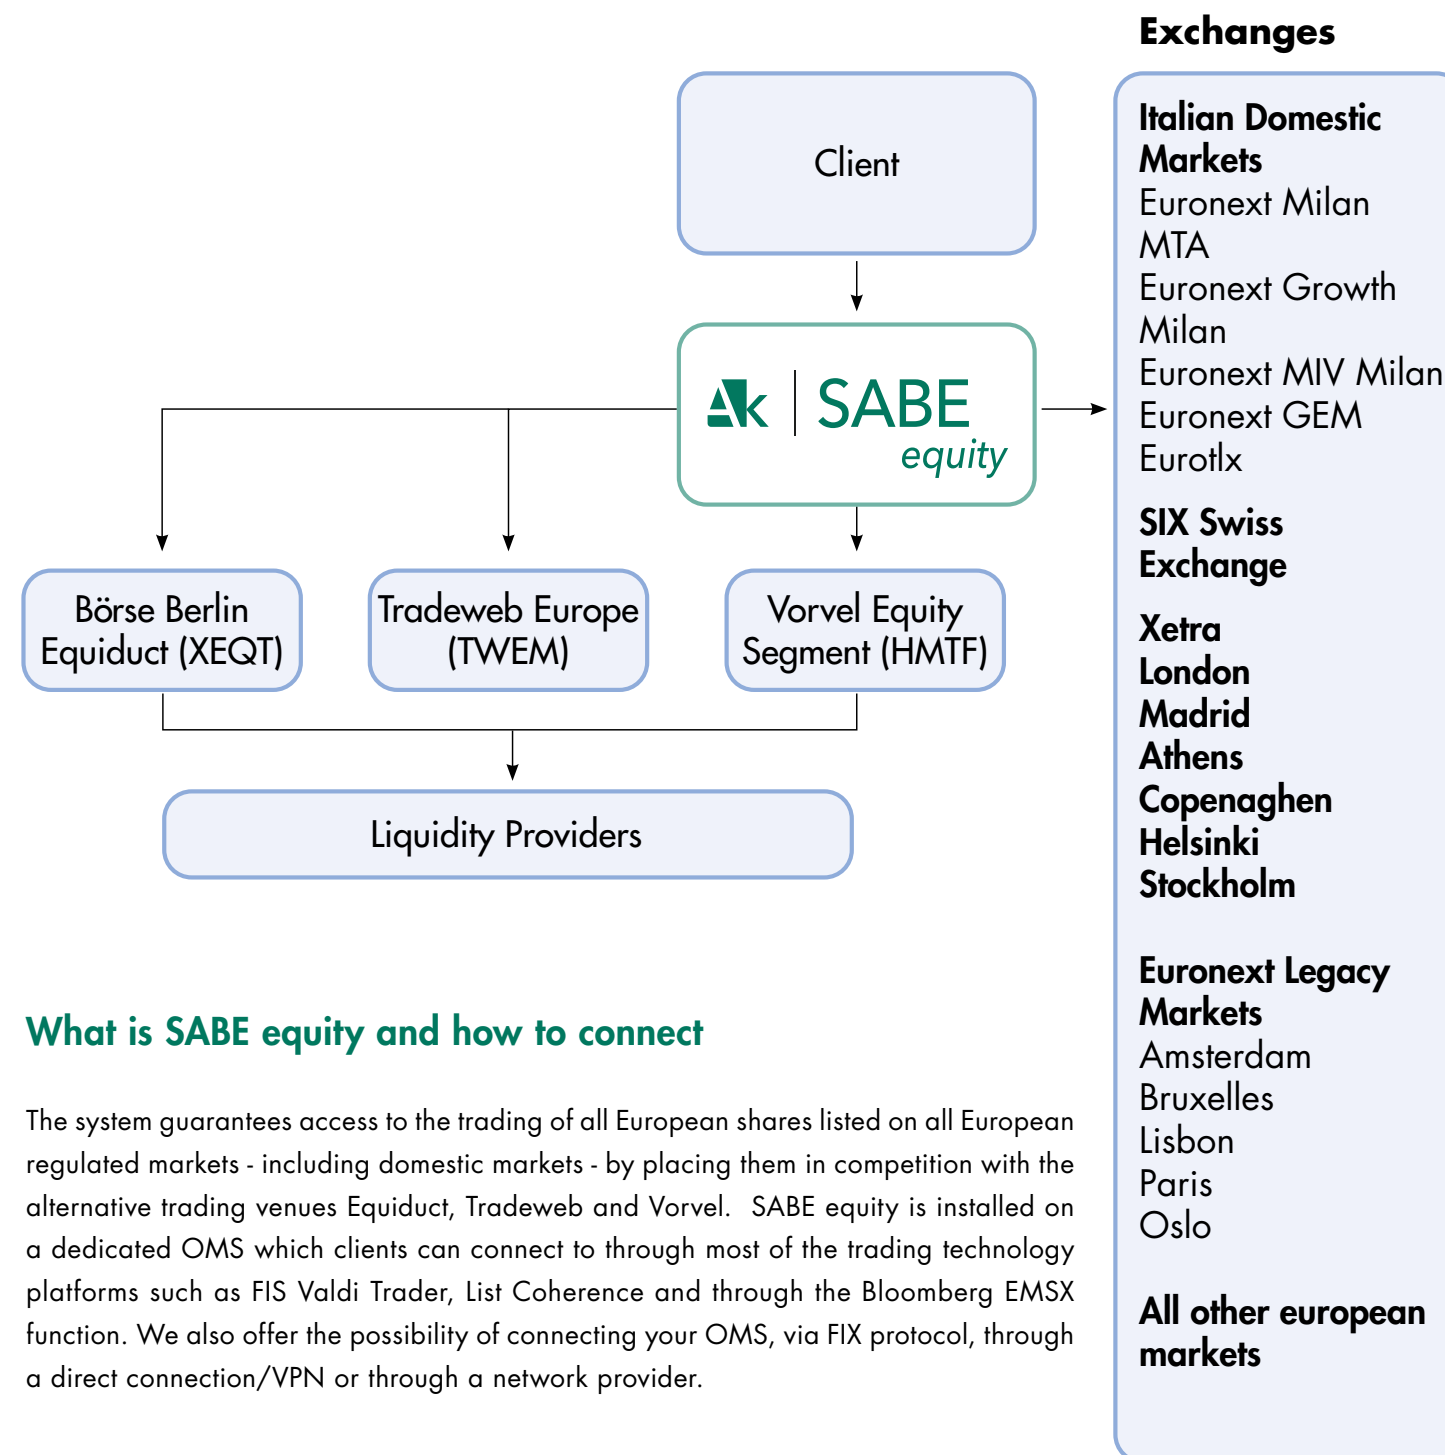 Exchanges
Client
Ak | SABE
equity
Börse Berlin
Equiduct (XEQT)
Tradeweb Europe
(TWEM)
Vorvel Equity
Segment (HMTF)
Liquidity Providers
Italian Domestic
Markets
Euronext Milan
MTA
Euronext Growth
Milan
Euronext MIV Milan
Euronext GEM
Eurotlx
SIX Swiss
Exchange
Xetra
London
Madrid
Athens
Copenaghen
Helsinki
Stockholm
Euronext Legacy
Markets
Amsterdam
Bruxelles
Lisbon
Paris
Oslo
All other european
markets
What is SABE equity and how to connect
The system guarantees access to the trading of all European shares listed on all European
regulated markets - including domestic markets - by placing them in competition with the
alternative trading venues Equiduct, Tradeweb and Vorvel. SABE equity is installed on
a dedicated OMS which clients can connect to through most of the trading technology
platforms such as FIS Valdi Trader, List Coherence and through the Bloomberg EMSX
function. We also offer the possibility of connecting your OMS, via FIX protocol, through
a direct connection/VPN or through a network provider.